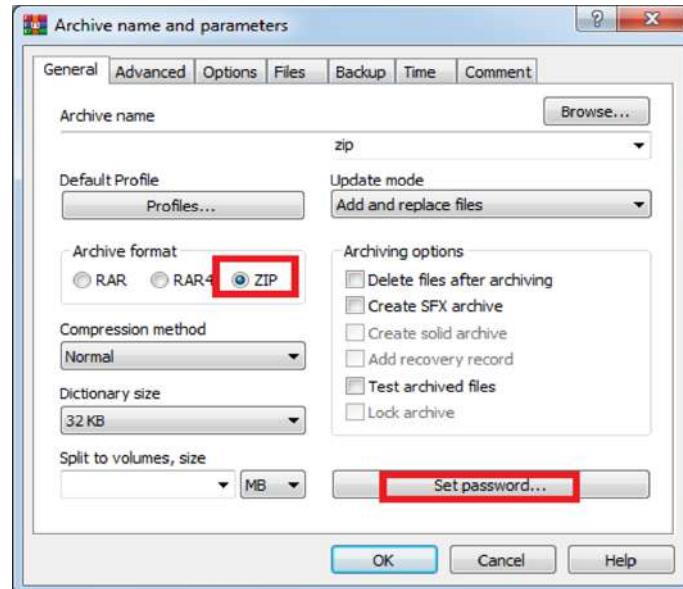 Archive name and parameters
General Advanced Options Files Backup Time Comment
Archive name
Browse...
zip
Default Profile
Update mode
Profiles...
Add and replace files
Archive format
RAR RAR4 ZIP
Archiving options
Delete files after archiving
Create SFX archive
Create solid archive
Add recovery record
Test archived files
Lock archive
Compression method
Normal
Dictionary size
32 KB
Split to volumes, size
MB
Set password...
OK Cancel Help